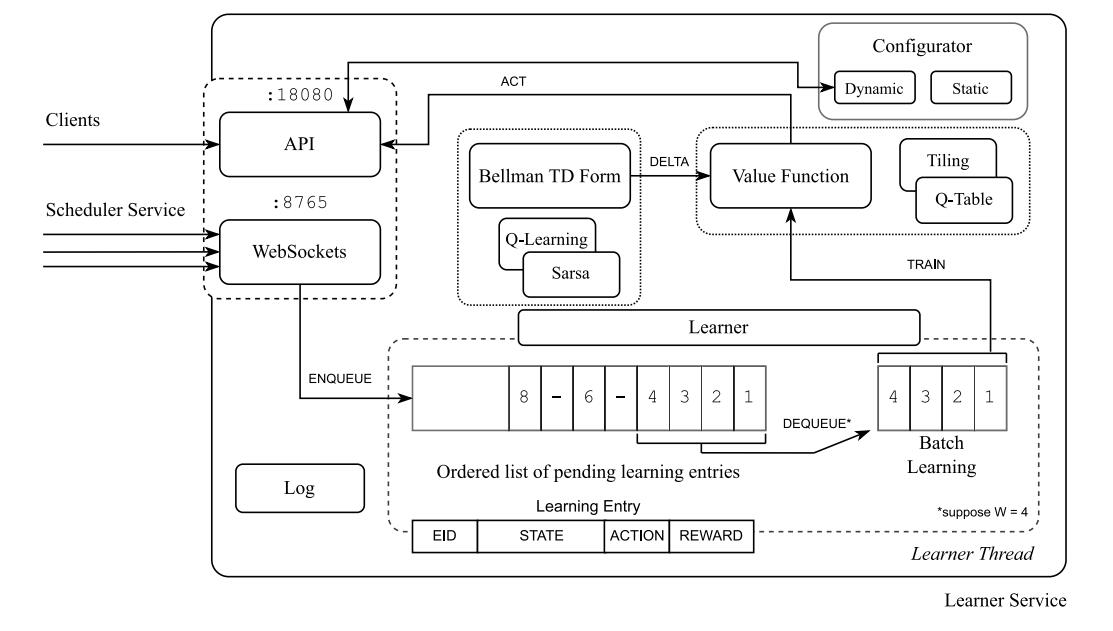 Configurator
Dynamic
Static
:18080
ACT
Clients
API
Bellman TD Form
DELTA
Value Function
Tiling
Q-Table
:8765
Scheduler Service
WebSockets
Q-Learning
Sarsa
TRAIN
Learner
ENQUEUE
8 - 6 - 4 3 2 1
4 3 2 1
DEQUEUE*
Batch
Learning
Ordered list of pending learning entries
Log
Learning Entry
*suppose W = 4
EID STATE ACTION REWARD
Learner Thread
Learner Service